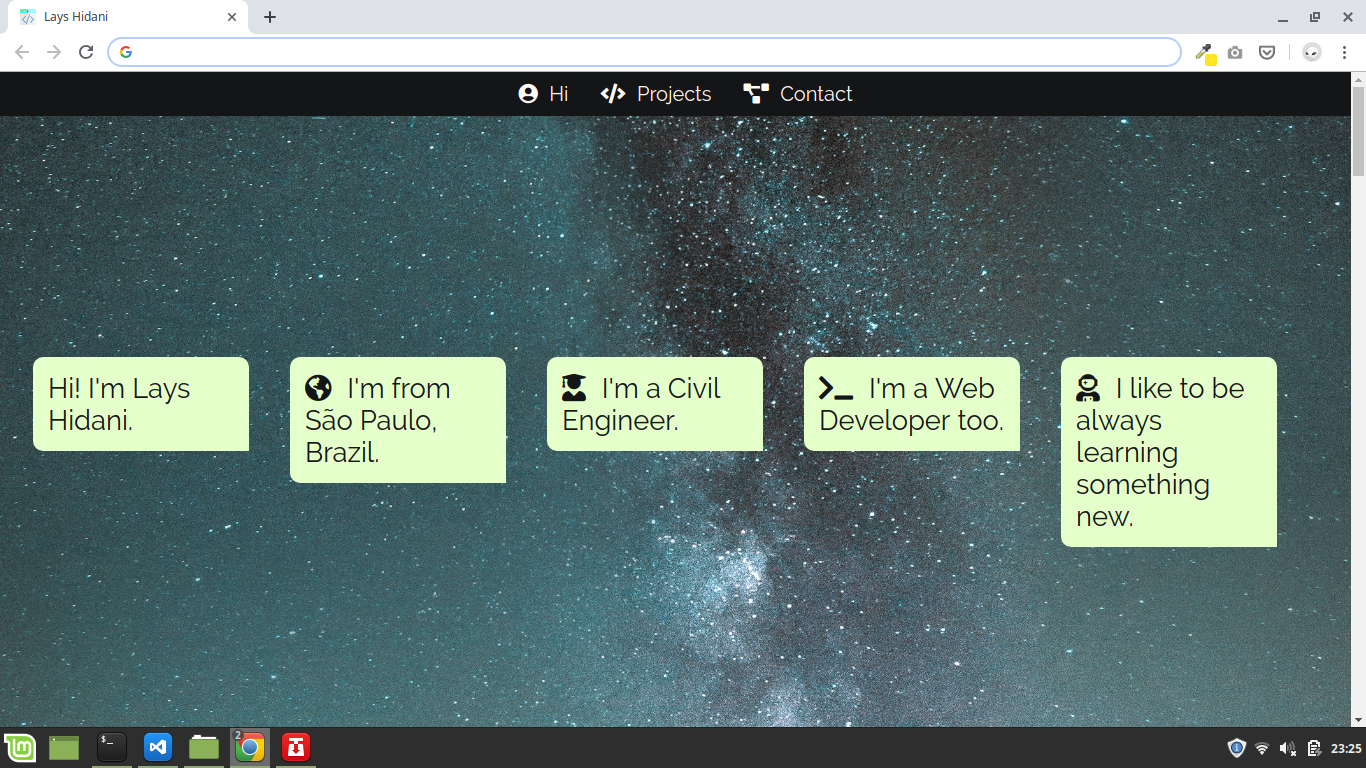 Lays Hidani
Hi
Projects
Contact
Hi! I'm Lays
Hidani.
I'm from
São Paulo,
Brazil.
I'm a Civil
Engineer.
I'm a Web
Developer too.
I like to be
always
learning
something
new.
$_
2
23:25